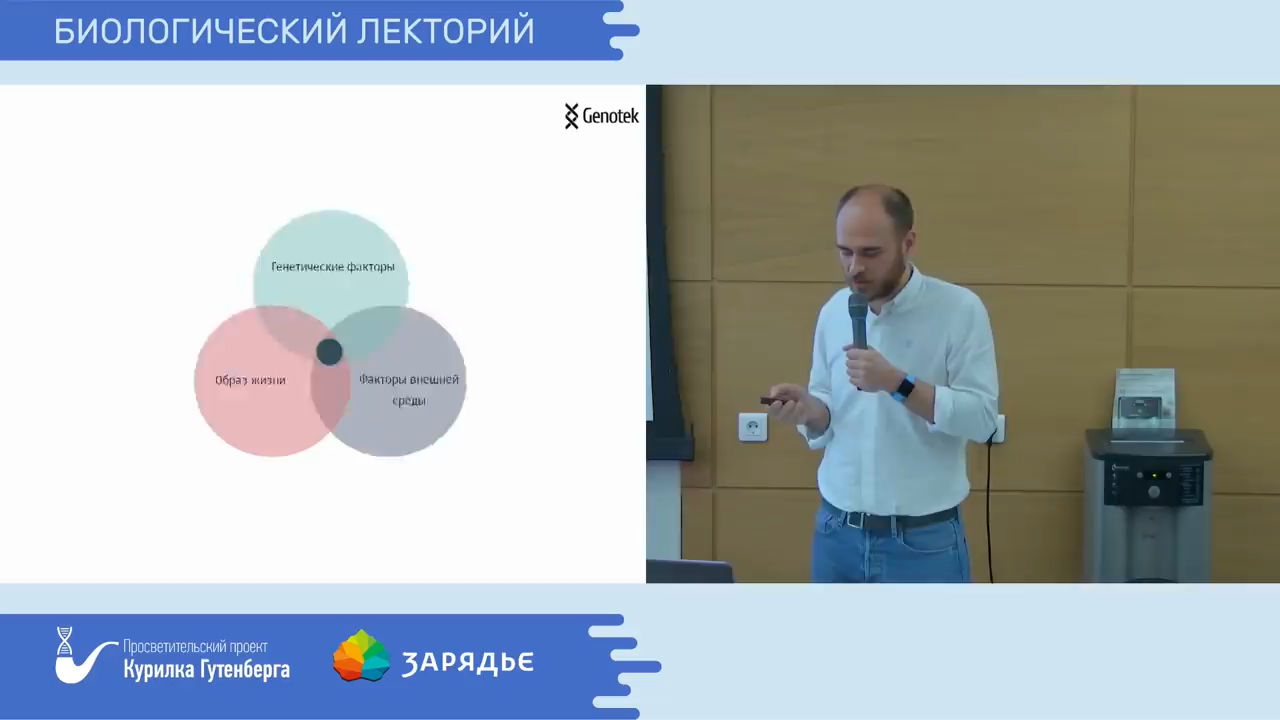 БИОЛОГИЧЕСКИЙ ЛЕКТОРИЙ
Genotek
Генетические факторы
Образ жизни
Факторы внешней
среды
Просветительский проект
Курилка Гутенберга
ЗАРЯДЬЕ